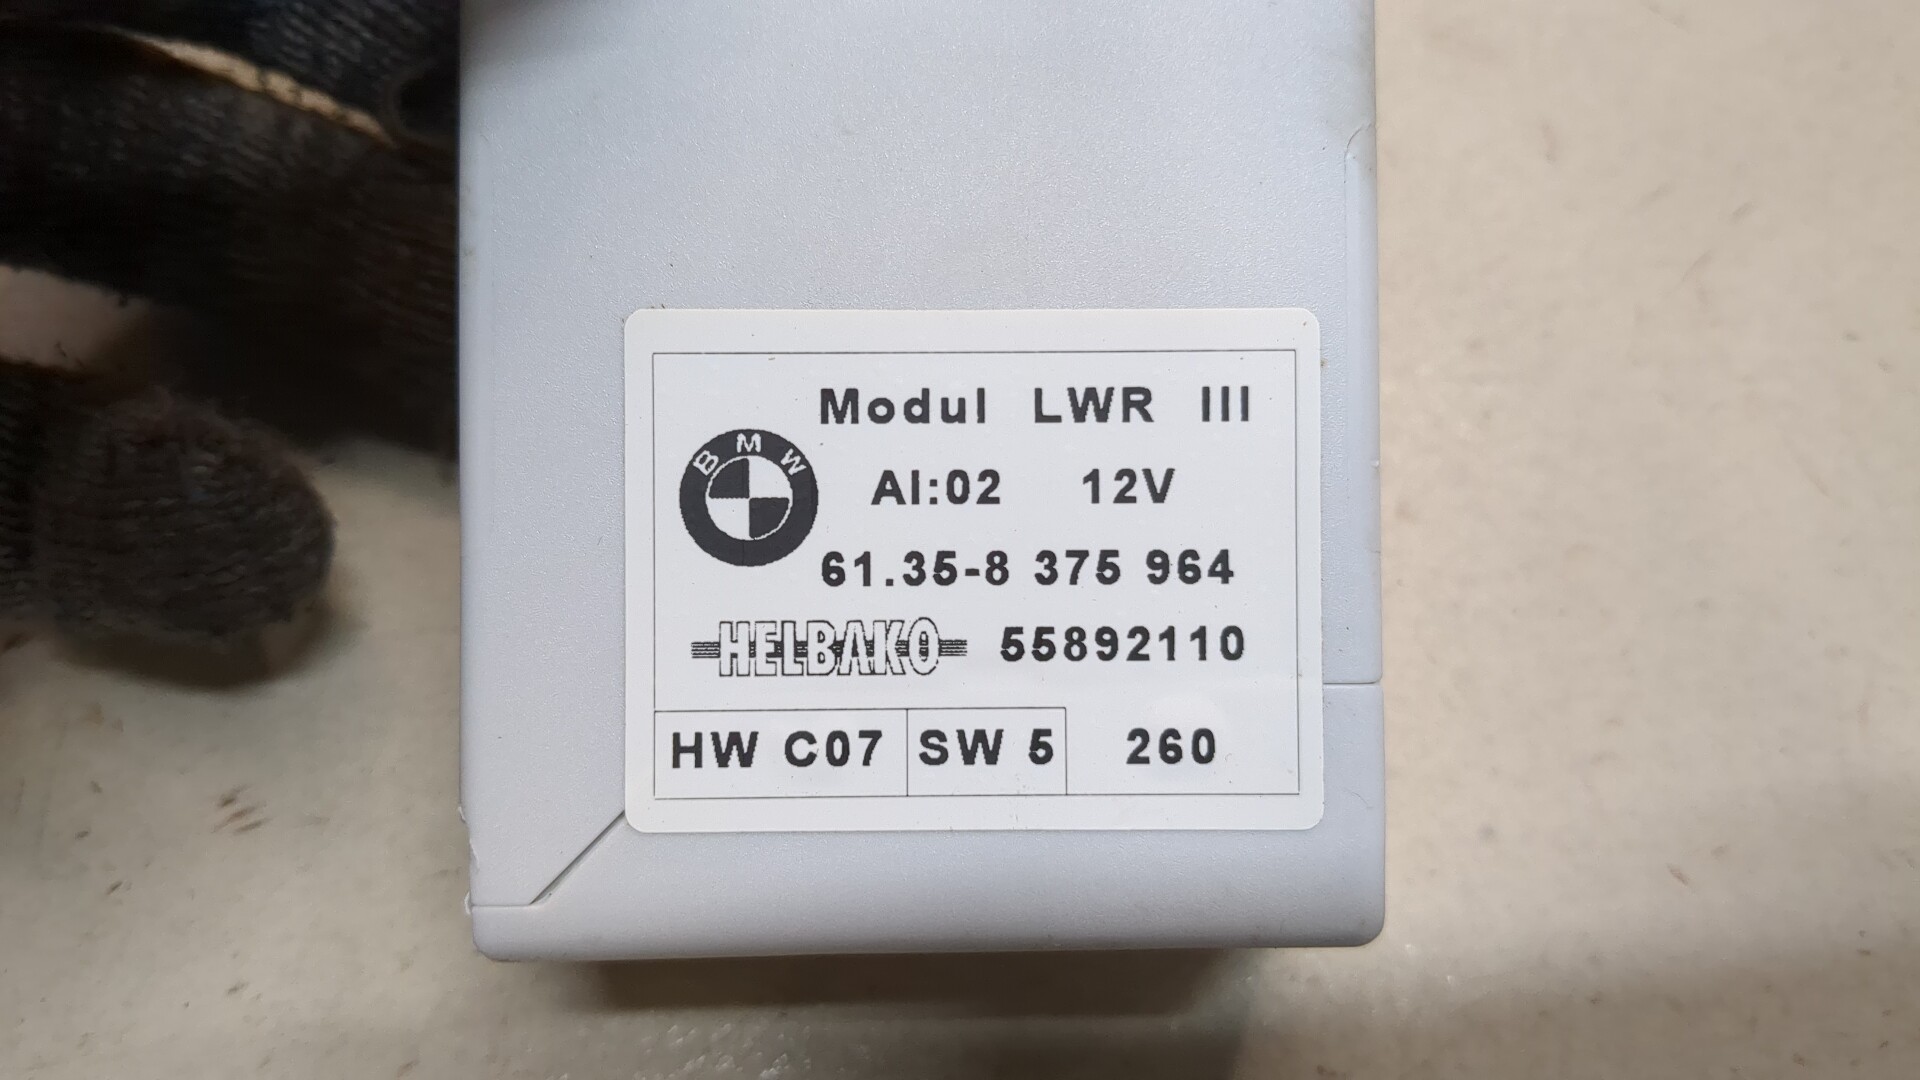 Modul LWR III
BMW
AI:02 12V
61.35-8 375 964
HELBAKO 55892110
HW C07 SW 5 260